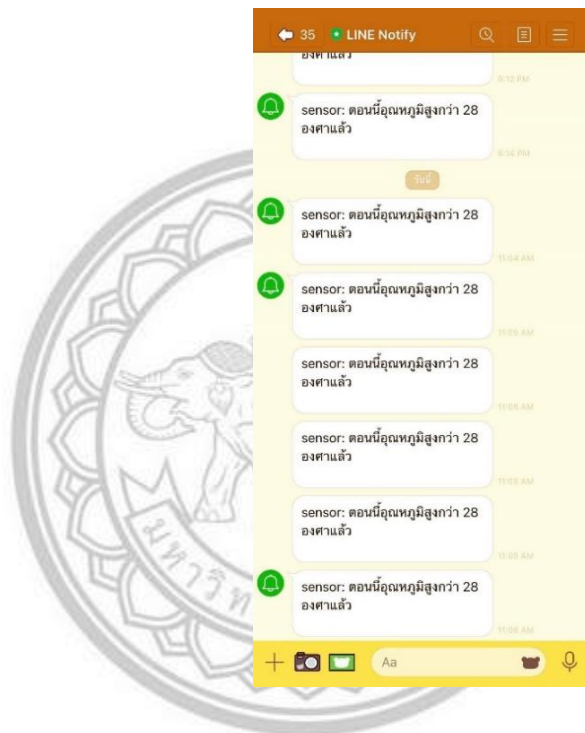 35 LINE Notify
องศาแล้ว
6:12 PM
sensor: ตอนนี้อุณหภูมิสูงกว่า 28
องศาแล้ว
6:14 PM
วันนี้
sensor: ตอนนี้อุณหภูมิสูงกว่า 28
องศาแล้ว
11:04 AM
sensor: ตอนนี้อุณหภูมิสูงกว่า 28
องศาแล้ว
sensor: ตอนนี้อุณหภูมิสูงกว่า 28
องศาแล้ว
sensor: ตอนนี้อุณหภูมิสูงกว่า 28
องศาแล้ว
sensor: ตอนนี้อุณหภูมิสูงกว่า 28
องศาแล้ว
sensor: ตอนนี้อุณหภูมิสูงกว่า 28
องศาแล้ว
Aa